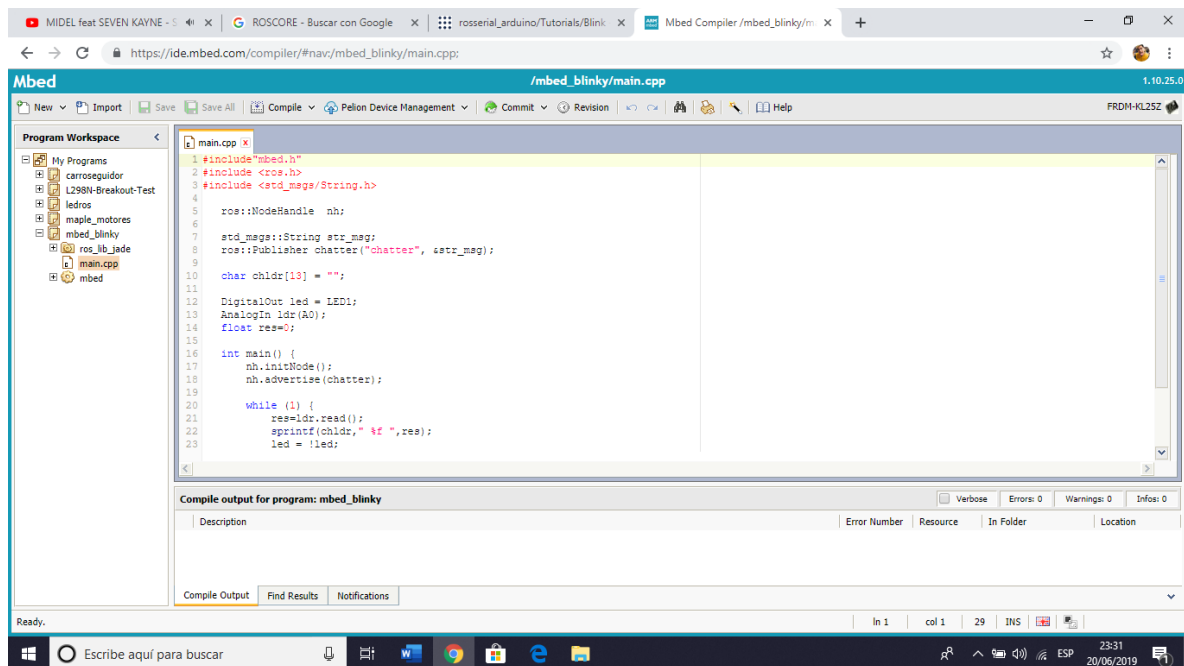 MIDEL feat SEVEN KAYNE - S
ROSCORE - Buscar con Google
rosserial_arduino/Tutorials/Blink
Mbed Compiler /mbed_blinky/m
https://ide.mbed.com/compiler/#nav:/mbed_blinky/main.cpp;
Mbed
/mbed_blinky/main.cpp
1.10.25.0
New
Import
Save
Save All
Compile
Pelion Device Management
Commit
Revision
Help
FRDM-KL25Z
Program Workspace
My Programs
carroseguidor
L298N-Breakout-Test
ledros
maple_motores
mbed_blinky
ros_lib_jade
main.cpp
mbed
main.cpp
1 #include"mbed.h"
2 #include <ros.h>
3 #include <std_msgs/String.h>
4
5 ros::NodeHandle  nh;
6
7 std_msgs::String str_msg;
8 ros::Publisher chatter("chatter", &str_msg);
9
10 char chldr[13] = "";
11
12 DigitalOut led = LED1;
13 AnalogIn ldr(A0);
14 float res=0;
15
16 int main() {
17 nh.initNode();
18 nh.advertise(chatter);
19
20 while (1) {
21 res=ldr.read();
22 sprintf(chldr," %f ",res);
23 led = !led;
Compile output for program: mbed_blinky
Verbose
Errors: 0
Warnings: 0
Infos: 0
Description
Error Number
Resource
In Folder
Location
Compile Output
Find Results
Notifications
Ready.
ln 1
col 1
29
INS
Escribe aquí para buscar
ESP
23:31
20/06/2019